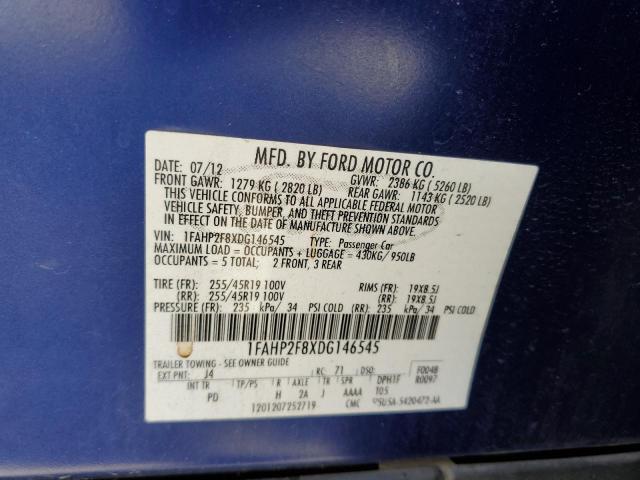 MFD. BY FORD MOTOR CO.
DATE: 07/12
GVWR: 2386 KG ( 5260 LB)
FRONT GAWR: 1279 KG ( 2820 LB)
REAR GAWR: 1143 KG ( 2520 LB)
THIS VEHICLE CONFORMS TO ALL APPLICABLE FEDERAL MOTOR
VEHICLE SAFETY, BUMPER, AND THEFT PREVENTION STANDARDS
IN EFFECT ON THE DATE OF MANUFACTURE SHOWN ABOVE.
VIN: 1FAHP2F8XDG146545 TYPE: Passenger Car
MAXIMUM LOAD = OCCUPANTS + LUGGAGE = 430KG/950LB
OCCUPANTS = 5 TOTAL; 2 FRONT, 3 REAR
TIRE (FR): 255/45R19 100V RIMS (FR): 19X8.5J
(RR): 255/45R19 100V (RR): 19X8.5J
PRESSURE (FR): 235 kPa/ 34 PSI COLD (RR): 235 kPa/ 34 PSI COLD
1FAHP2F8XDG146545
TRAILER TOWING - SEE OWNER GUIDE
EXT PNT: J4 RC: 71 DSO: F0048
INT TR TP/PS R AXLE TR SPR DPH1F R0097
PD H 2A J AAAA T05
1201207252719 CMC 5U5A-5420472-AA